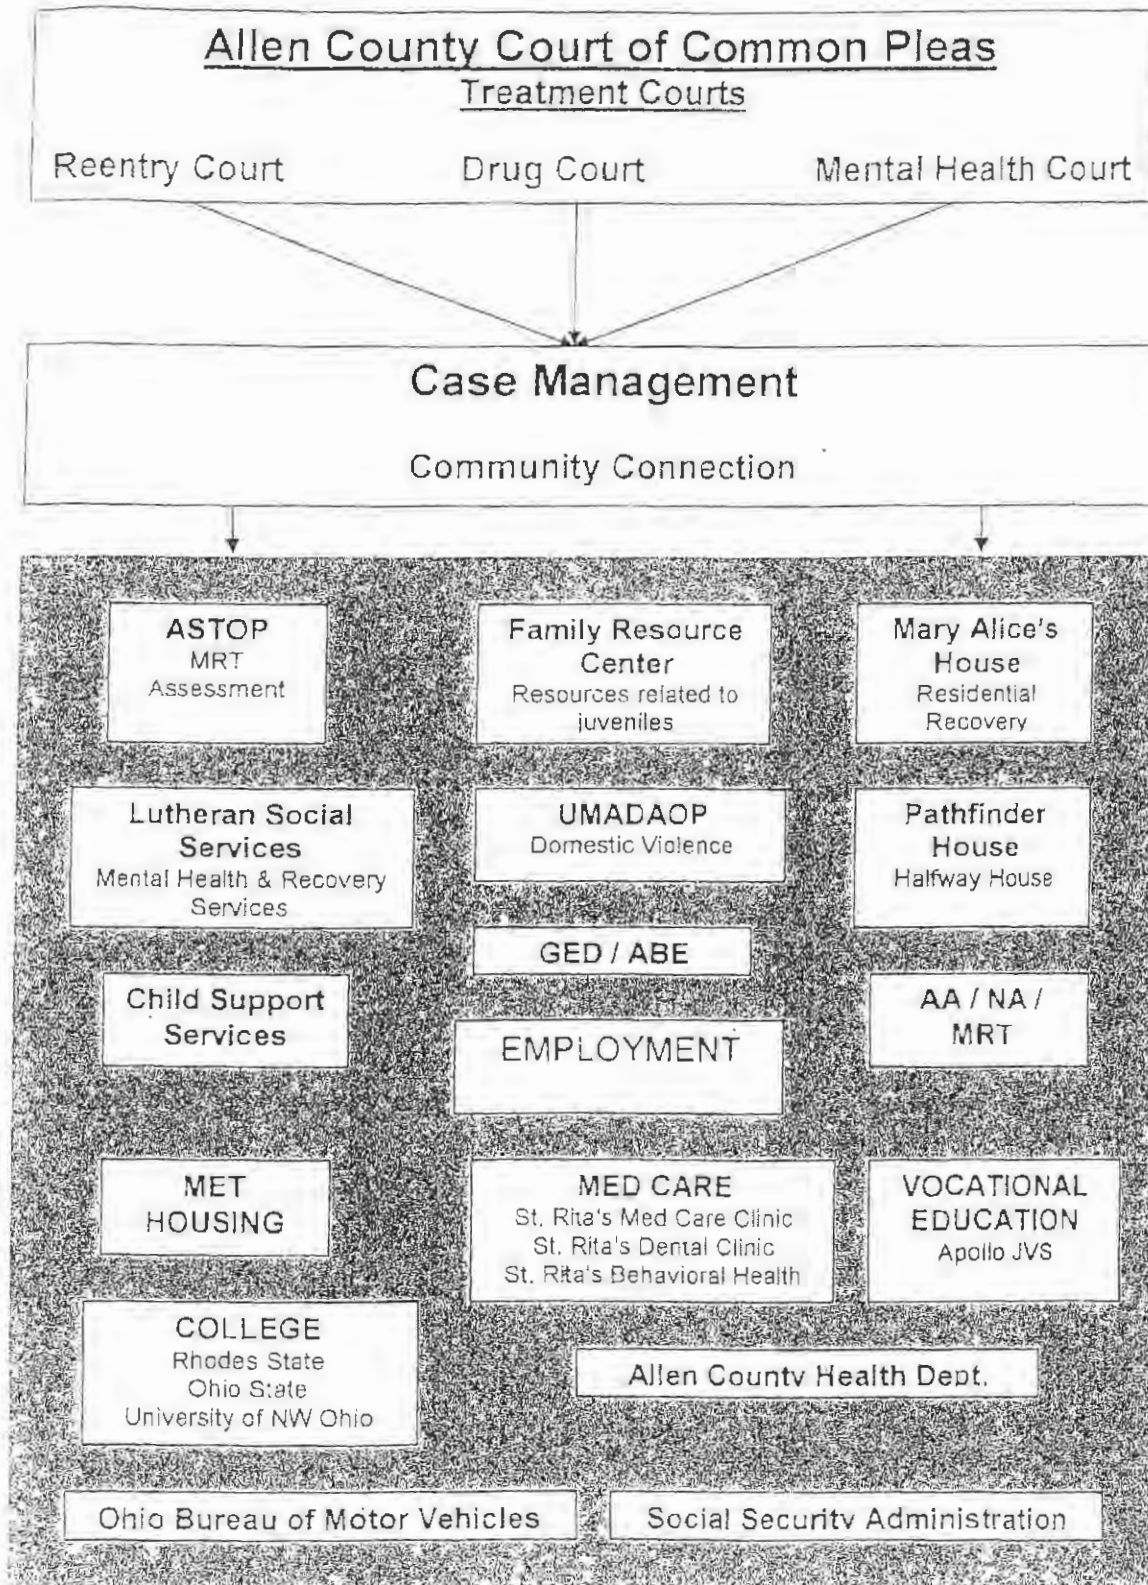 Allen County Court of Common Pleas
Treatment Courts
Reentry Court Drug Court Mental Health Court
Case Management
Community Connection
ASTOP
MRT
Assessment
Family Resource
Center
Resources related to
juveniles
Mary Alice's
House
Residential
Recovery
Lutheran Social
Services
Mental Health & Recovery
Services
UMADAOP
Domestic Violence
Pathfinder
House
Halfway House
GED / ABE
Child Support
Services
EMPLOYMENT
AA / NA /
MRT
MET
HOUSING
MED CARE
St. Rita's Med Care Clinic
St. Rita's Dental Clinic
St. Rita's Behavioral Health
VOCATIONAL
EDUCATION
Apollo JVS
COLLEGE
Rhodes State
Ohio State
University of NW Ohio
Allen County Health Dept.
Ohio Bureau of Motor Vehicles
Social Security Administration